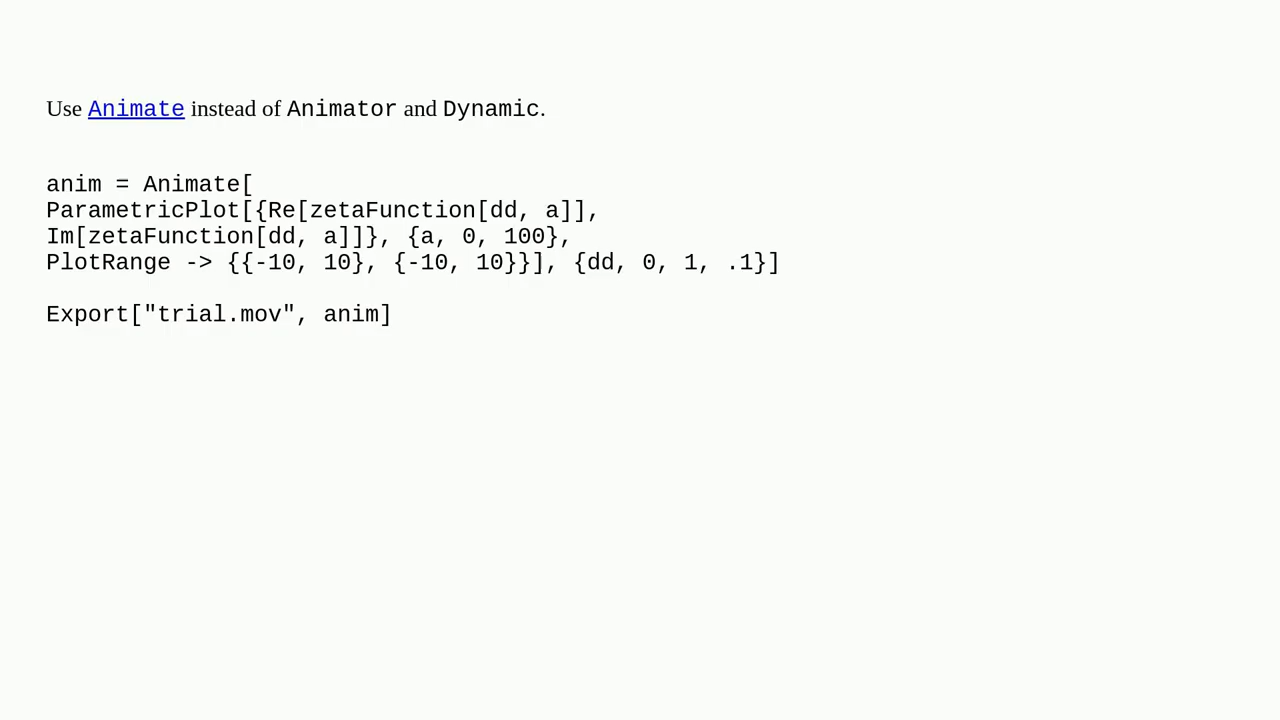 Use Animate instead of Animator and Dynamic.
anim = Animate[
ParametricPlot[{Re[zetaFunction[dd, a]],
Im[zetaFunction[dd, a]]}, {a, 0, 100},
PlotRange -> {{-10, 10}, {-10, 10}}], {dd, 0, 1, .1}]
Export["trial.mov", anim]